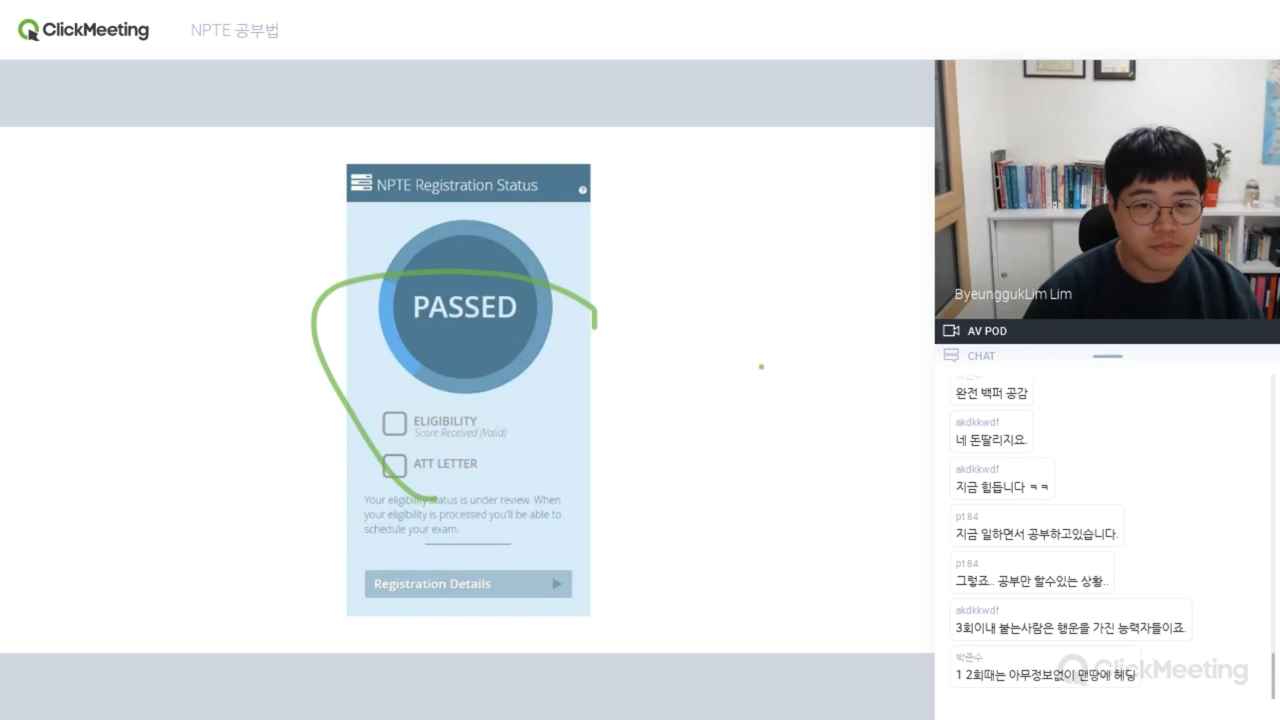 ClickMeeting
NPTE 공부법
NPTE Registration Status
PASSED
ELIGIBILITY
Score Received (Valid)
ATT LETTER
Your eligibility status is under review. When
your eligibility is processed you'll be able to
schedule your exam.
Registration Details
ByeunggukLim Lim
AV POD
CHAT
완전 백퍼 공감
akdkkwdf
네 돈딸리지요.
akdkkwdf
지금 힘듭니다 ㅋㅋ
pt 84
지금 일하면서 공부하고있습니다.
pt 84
그렇죠.. 공부만 할수있는 상황..
akdkkwdf
3회이내 붙는사람은 행운을 가진 능력자들이죠.
박준수
1 2회때는 아무정보없이 맨땅에 헤딩
ClickMeeting